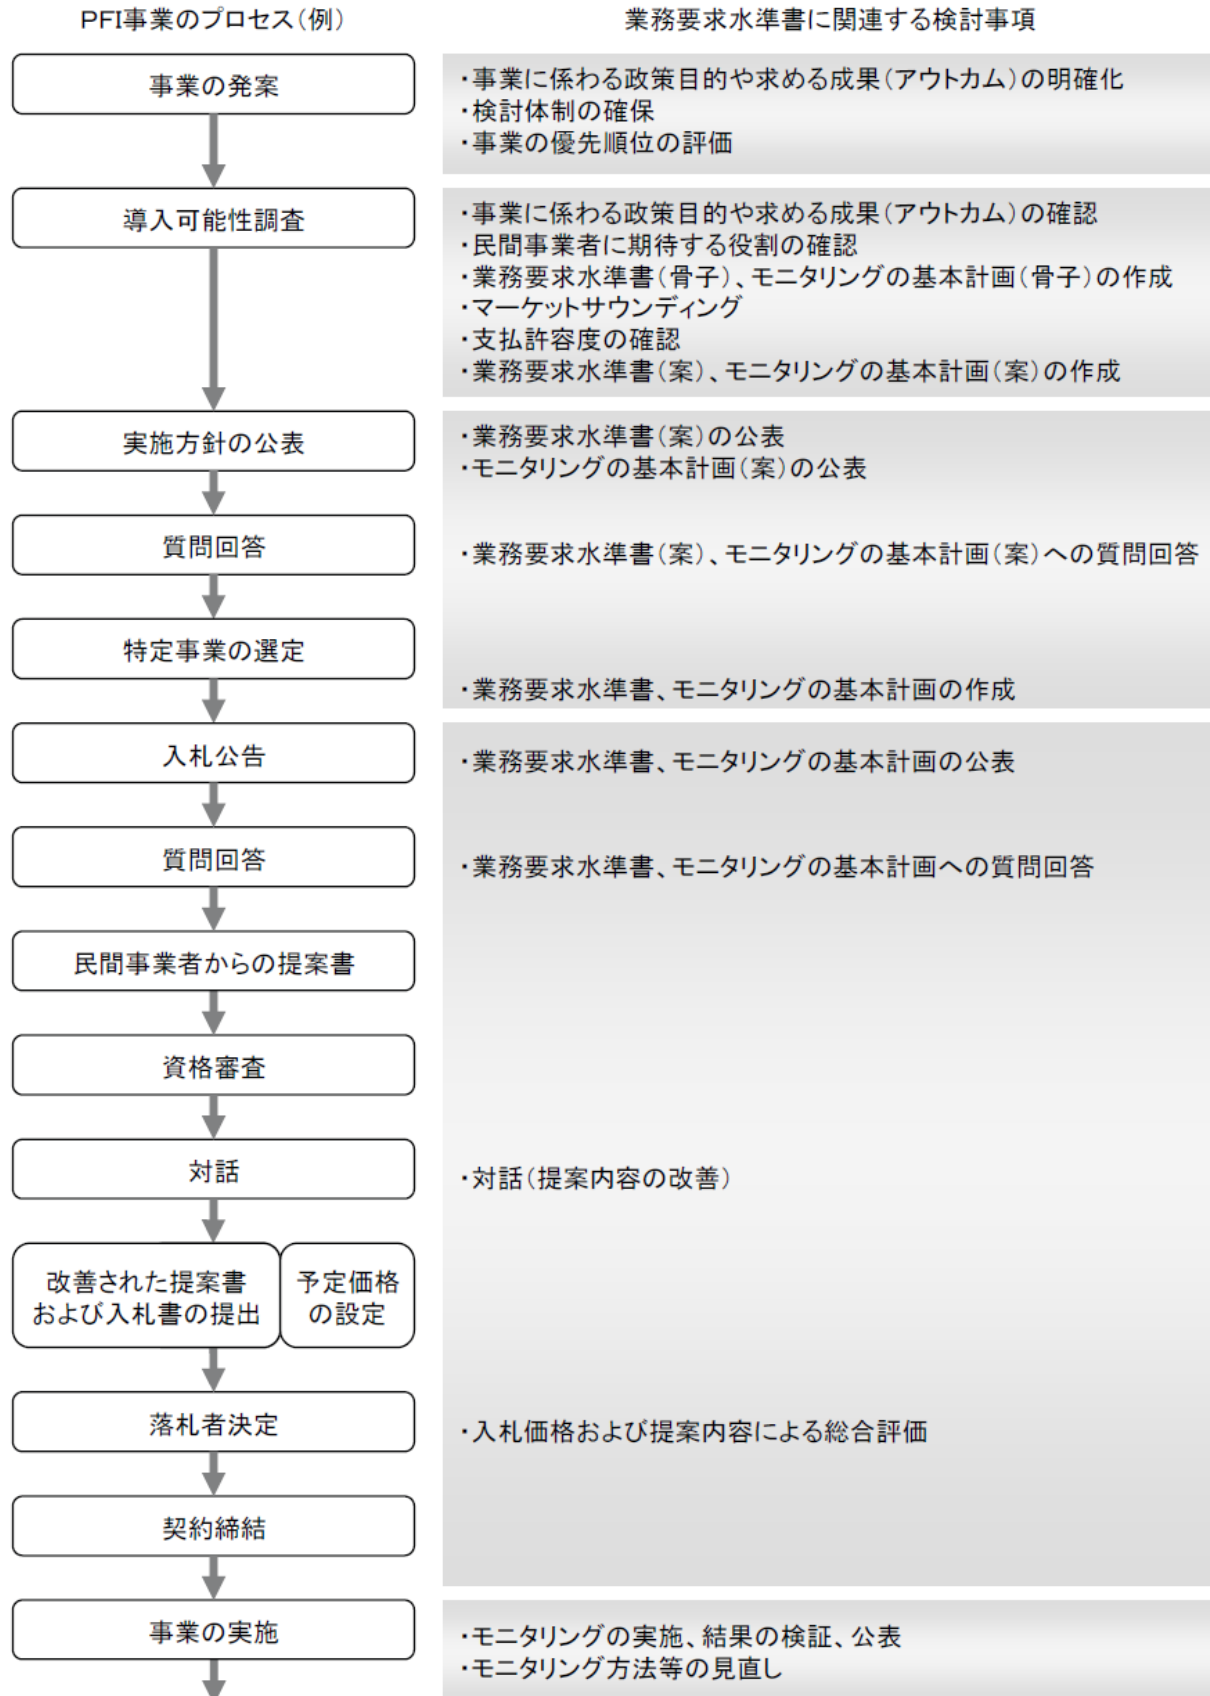 PFI事業のプロセス(例)
業務要求水準書に関連する検討事項
事業の発案
・事業に係わる政策目的や求める成果(アウトカム)の明確化
・検討体制の確保
・事業の優先順位の評価
導入可能性調査
・事業に係わる政策目的や求める成果(アウトカム)の確認
・民間事業者に期待する役割の確認
・業務要求水準書(骨子)、モニタリングの基本計画(骨子)の作成
・マーケットサウンディング
・支払許容度の確認
・業務要求水準書(案)、モニタリングの基本計画(案)の作成
実施方針の公表
・業務要求水準書(案)の公表
・モニタリングの基本計画(案)の公表
質問回答
・業務要求水準書(案)、モニタリングの基本計画(案)への質問回答
特定事業の選定
・業務要求水準書、モニタリングの基本計画の作成
入札公告
・業務要求水準書、モニタリングの基本計画の公表
質問回答
・業務要求水準書、モニタリングの基本計画への質問回答
民間事業者からの提案書
資格審査
対話
・対話(提案内容の改善)
改善された提案書
および入札書の提出
予定価格
の設定
落札者決定
・入札価格および提案内容による総合評価
契約締結
事業の実施
・モニタリングの実施、結果の検証、公表
・モニタリング方法等の見直し